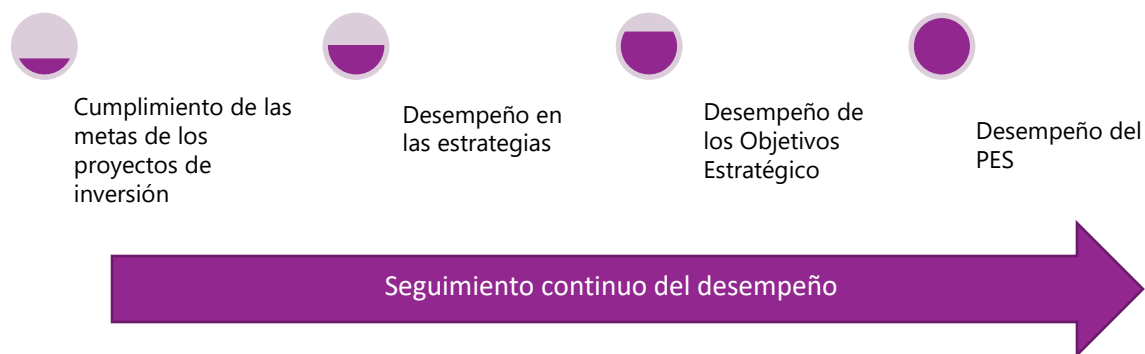 Cumplimiento de las
metas de los
proyectos de
inversión
Desempeño en
las estrategias
Desempeño de
los Objetivos
Estratégico
Desempeño del
PES
Seguimiento continuo del desempeño